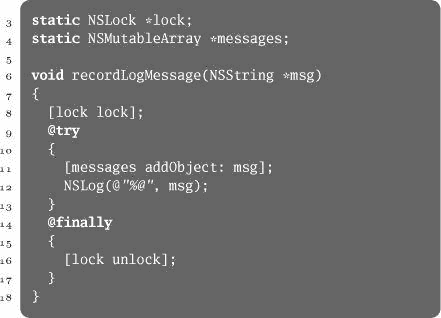 3 static NSLock *lock;
4 static NSMutableArray *messages;
5
6 void recordLogMessage(NSString *msg)
7 {
8   [lock lock];
9   @try
10   {
11     [messages addObject: msg];
12     NSLog(@"%@", msg);
13   }
14   @finally
15   {
16     [lock unlock];
17   }
18 }